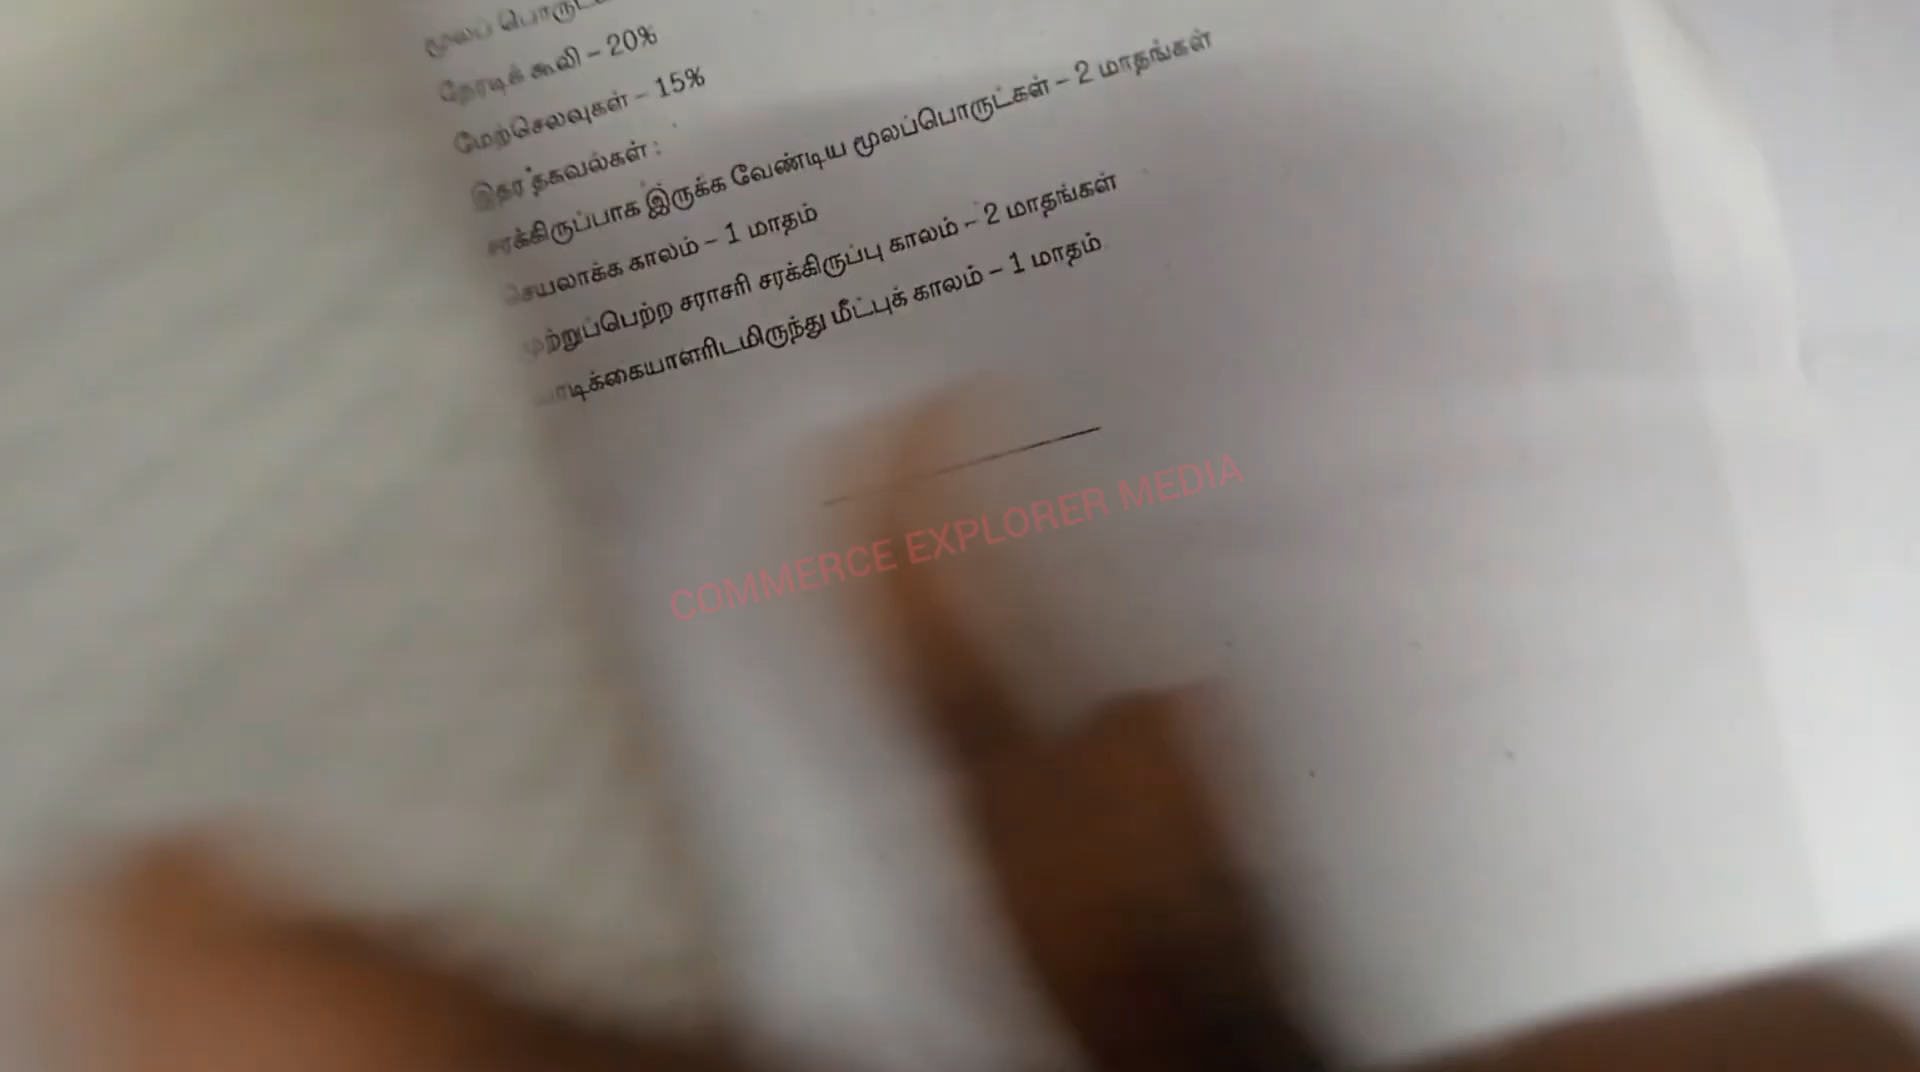 மூலப் பொருட்
நேரடிக் கூலி – 20%
மேற்செலவுகள் – 15%
இதர தகவல்கள் :
சரக்கிருப்பாக இருக்க வேண்டிய மூலப்பொருட்கள் – 2 மாதங்கள்
செயலாக்க காலம் – 1 மாதம்
முற்றுப்பெற்ற சராசரி சரக்கிருப்பு காலம் – 2 மாதங்கள்
வாடிக்கையாளரிடமிருந்து மீட்புக் காலம் – 1 மாதம்
COMMERCE EXPLORER MEDIA